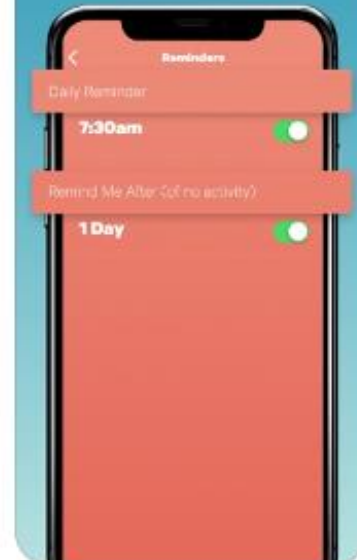 Reminders
Daily Reminder
7:30am
Remind Me After (of no activity)
1 Day